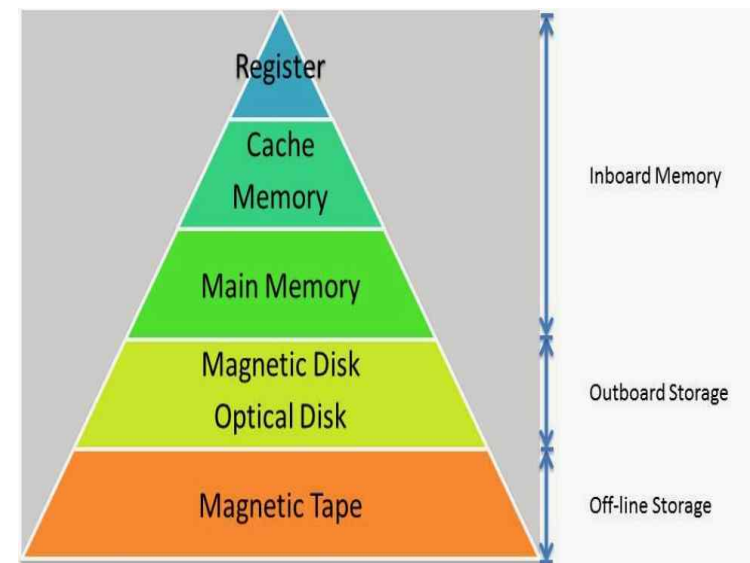 Register
Cache
Memory
Inboard Memory
Main Memory
Magnetic Disk
Optical Disk
Outboard Storage
Magnetic Tape
Off-line Storage